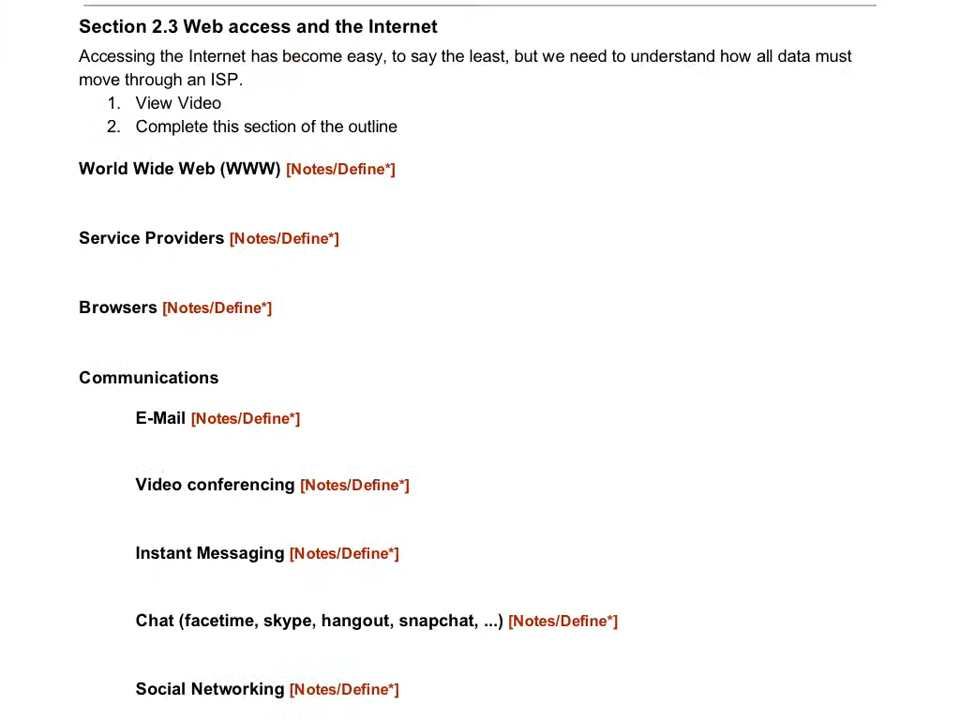 Section 2.3 Web access and the Internet
Accessing the Internet has become easy, to say the least, but we need to understand how all data must
move through an ISP.
1. View Video
2. Complete this section of the outline
World Wide Web (WWW) [Notes/Define*]
Service Providers [Notes/Define*]
Browsers [Notes/Define*]
Communications
E-Mail [Notes/Define*]
Video conferencing [Notes/Define*]
Instant Messaging [Notes/Define*]
Chat (facetime, skype, hangout, snapchat, ...) [Notes/Define*]
Social Networking [Notes/Define*]